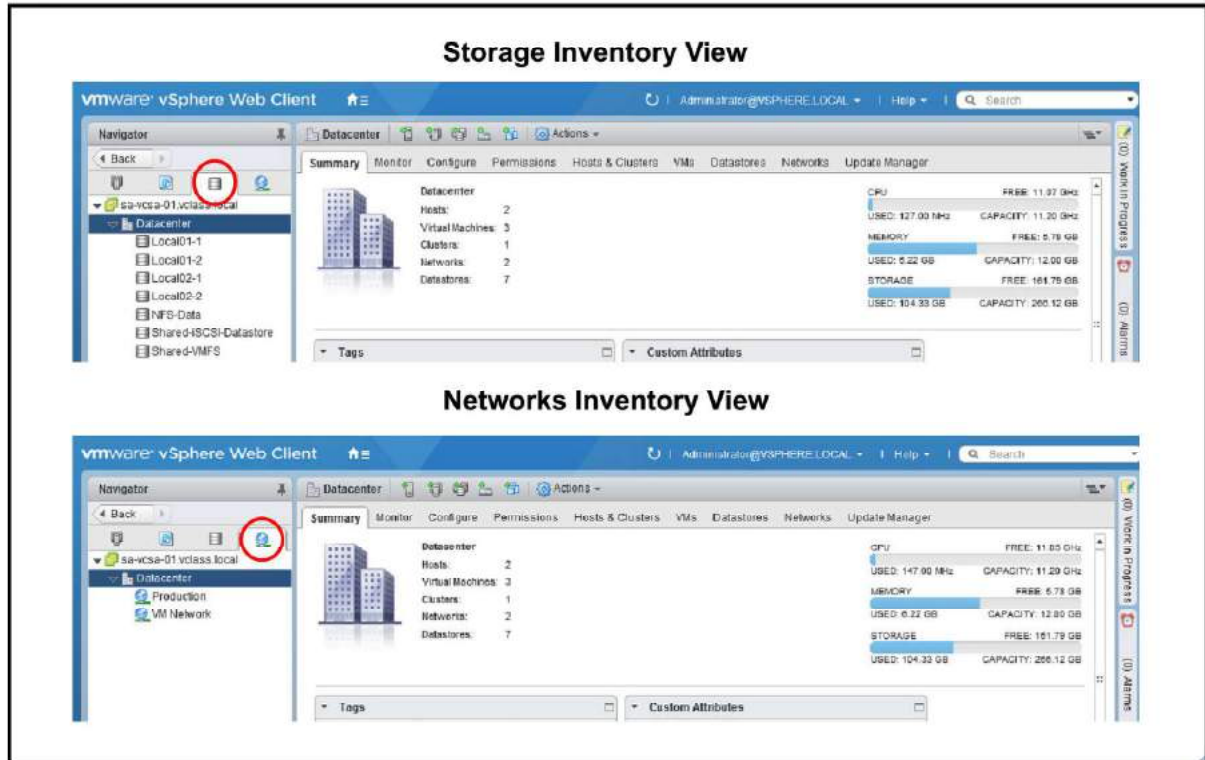 Storage Inventory View
vmware® vSphere Web Client
Administrator@VSPHERE.LOCAL
Help
Search
Navigator
Datacenter
Actions
Back
Summary Monitor Configure Permissions Hosts & Clusters VMs Datastores Networks Update Manager
sa-vcsa-01.vclass.local
Datacenter
Local01-1
Local01-2
Local02-1
Local02-2
NFS-Data
Shared-iSCSI-Datastore
Shared-VMFS
Datacenter
Hosts: 2
Virtual Machines: 3
Clusters: 1
Networks: 2
Datastores: 7
CPU FREE: 11.07 GHz
USED: 127.00 MHz CAPACITY: 11.20 GHz
MEMORY FREE: 5.78 GB
USED: 6.22 GB CAPACITY: 12.00 GB
STORAGE FREE: 161.79 GB
USED: 104.33 GB CAPACITY: 266.12 GB
Tags
Custom Attributes
(0) Work in Progress
(0) Alarms
Networks Inventory View
vmware® vSphere Web Client
Administrator@VSPHERE.LOCAL
Help
Search
Navigator
Datacenter
Actions
Back
Summary Monitor Configure Permissions Hosts & Clusters VMs Datastores Networks Update Manager
sa-vcsa-01.vclass.local
Datacenter
Production
VM Network
Datacenter
Hosts: 2
Virtual Machines: 3
Clusters: 1
Networks: 2
Datastores: 7
CPU FREE:
USED: 147.00 MHz CAPACITY: 11.20 GHz
MEMORY FREE:
USED: 6.22 GB CAPACITY:
STORAGE FREE: 161.79 GB
USED: 104.33 GB CAPACITY: 266.12 GB
Tags
Custom Attributes
(0) Work in Progress
(0) Alarms